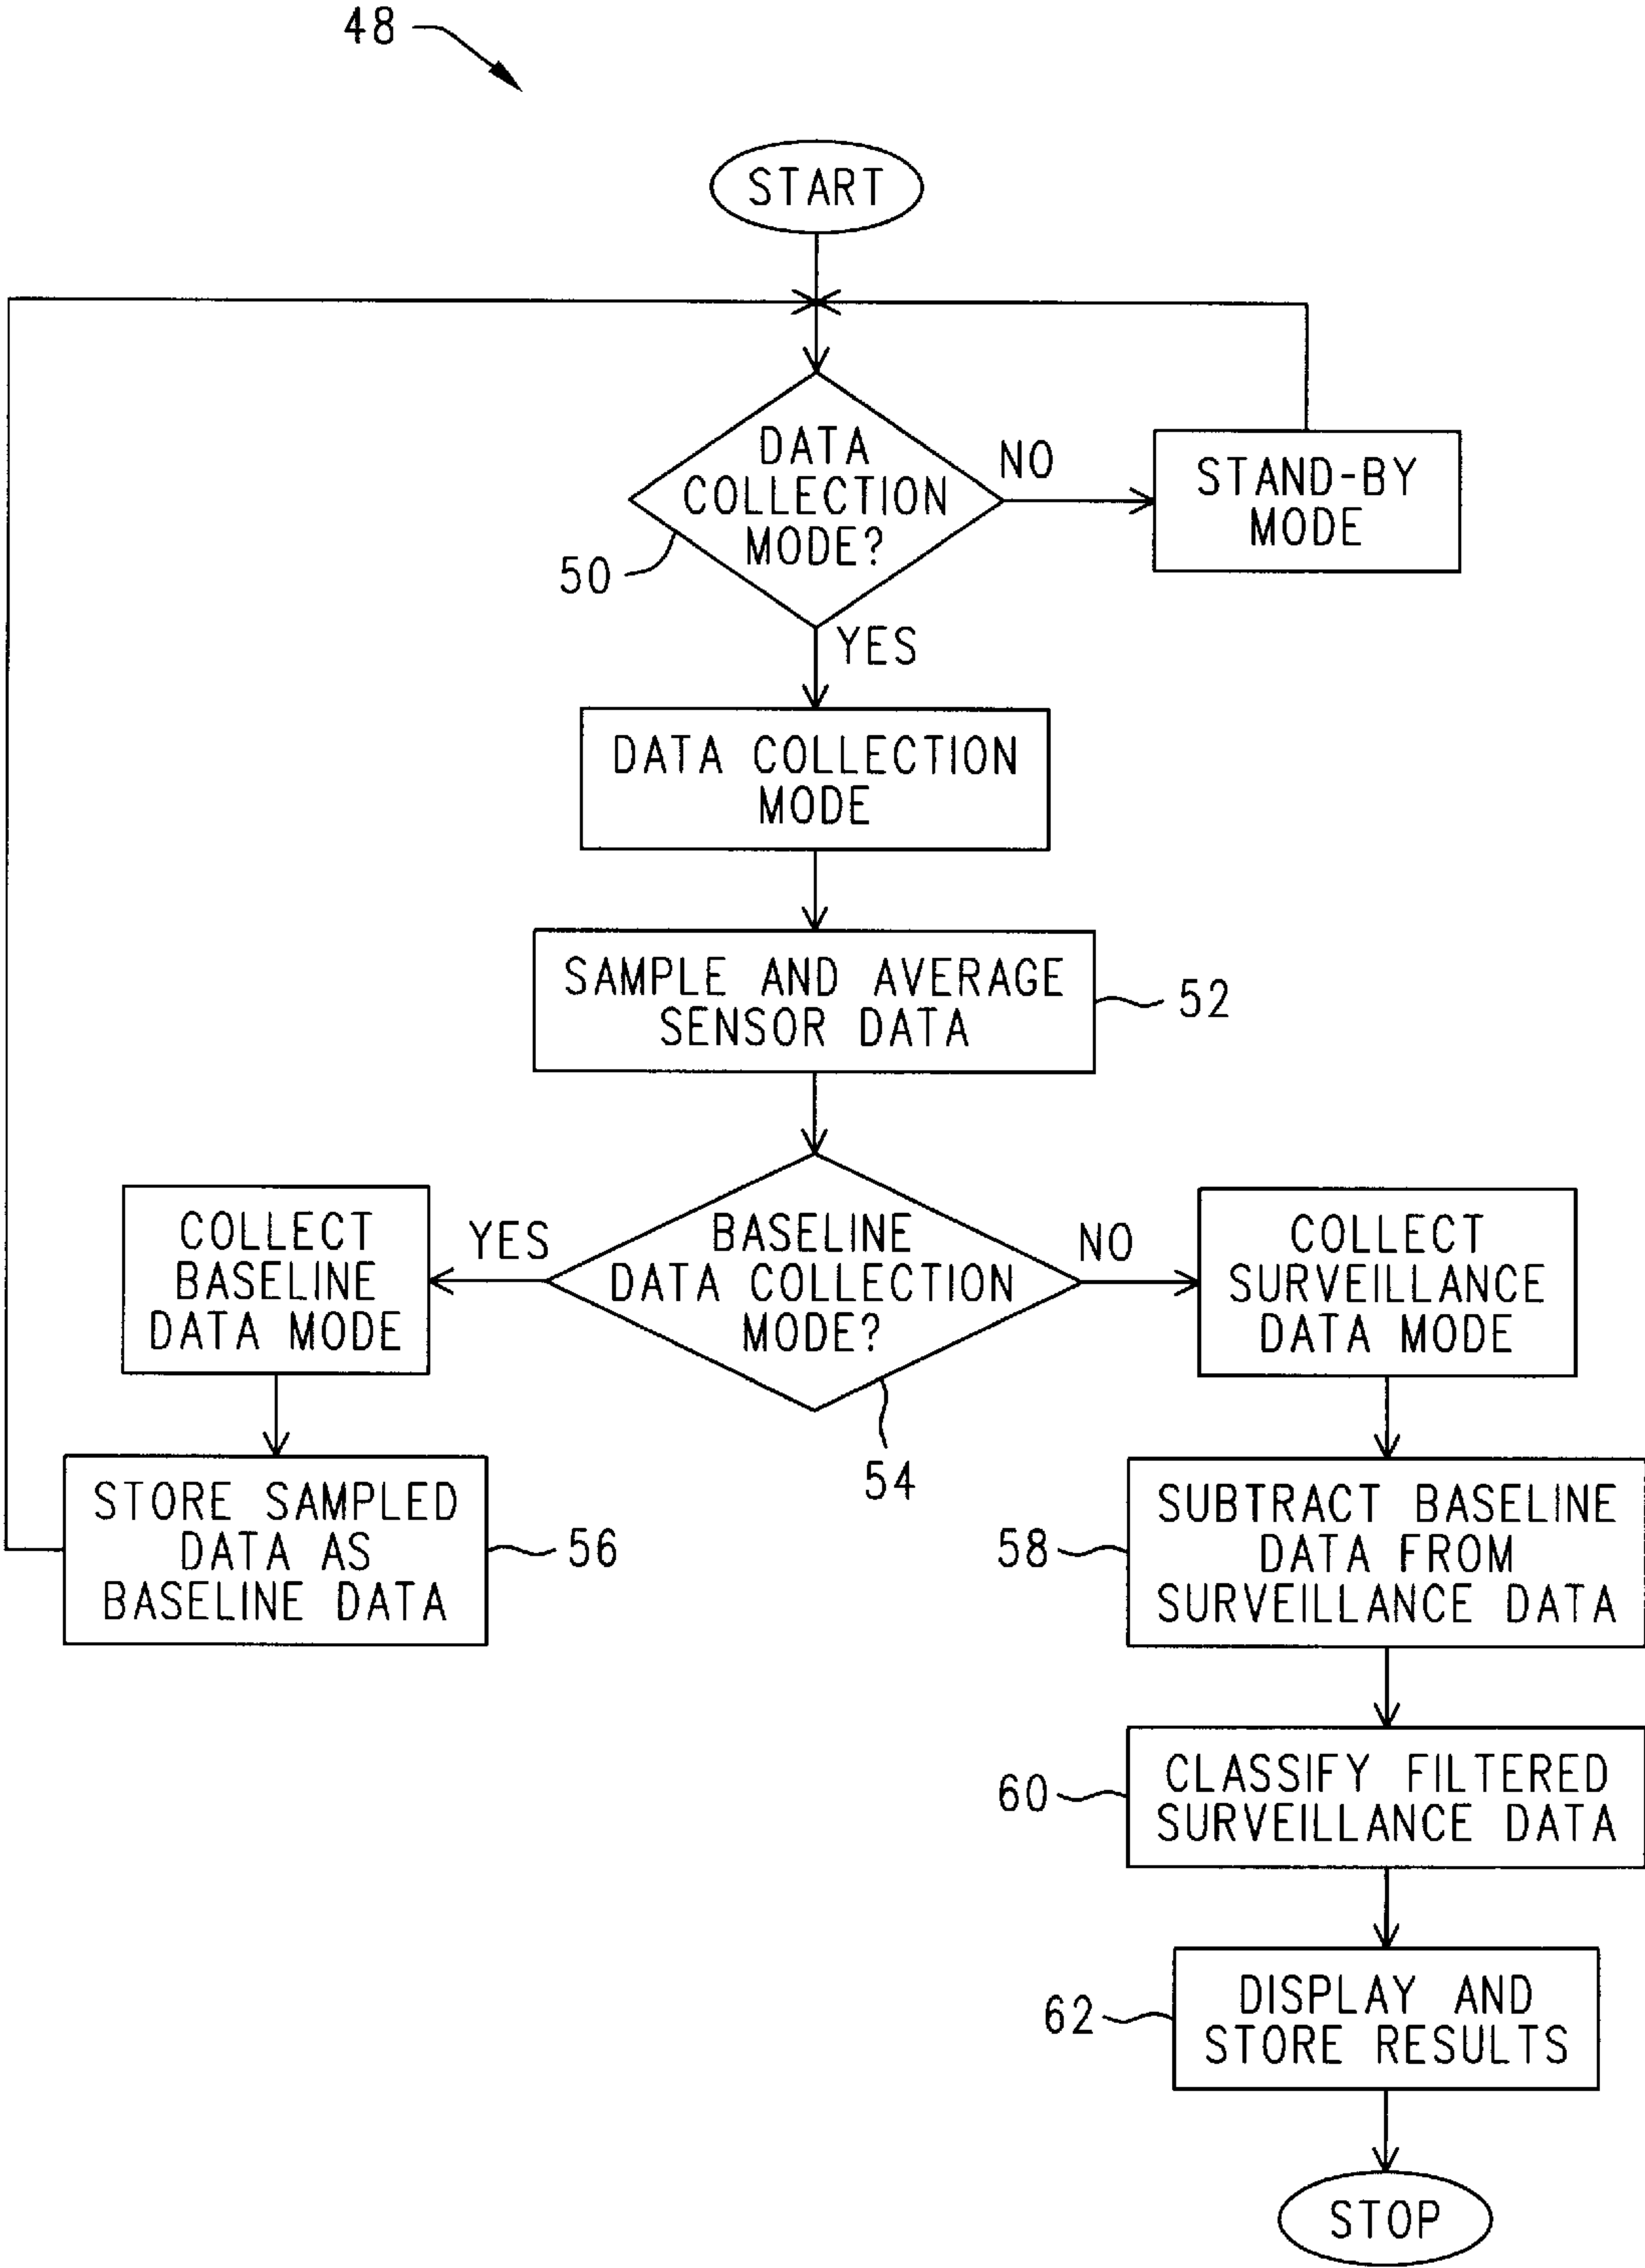 48
START
DATA
COLLECTION
MODE?
NO
STAND-BY
MODE
50
YES
DATA COLLECTION
MODE
SAMPLE AND AVERAGE
SENSOR DATA
52
BASELINE
DATA COLLECTION
MODE?
YES
NO
54
COLLECT
BASELINE
DATA MODE
STORE SAMPLED
DATA AS
BASELINE DATA
56
COLLECT
SURVEILLANCE
DATA MODE
58
SUBTRACT BASELINE
DATA FROM
SURVEILLANCE DATA
60
CLASSIFY FILTERED
SURVEILLANCE DATA
62
DISPLAY AND
STORE RESULTS
STOP